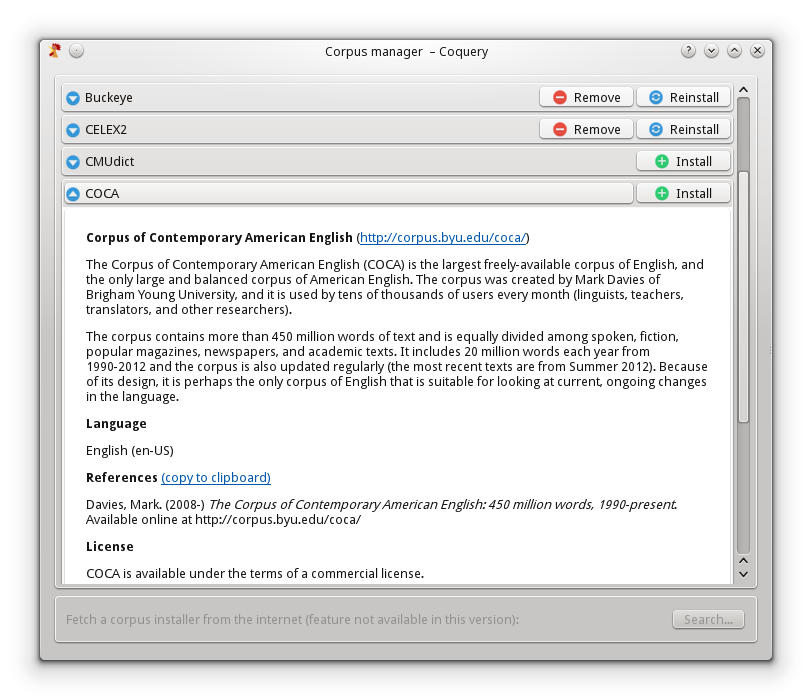 Corpus manager – Coquery
?
Buckeye Remove Reinstall
CELEX2 Remove Reinstall
CMUdict Install
COCA Install
Corpus of Contemporary American English (http://corpus.byu.edu/coca/)
The Corpus of Contemporary American English (COCA) is the largest freely-available corpus of English, and
the only large and balanced corpus of American English. The corpus was created by Mark Davies of
Brigham Young University, and it is used by tens of thousands of users every month (linguists, teachers,
translators, and other researchers).
The corpus contains more than 450 million words of text and is equally divided among spoken, fiction,
popular magazines, newspapers, and academic texts. It includes 20 million words each year from
1990-2012 and the corpus is also updated regularly (the most recent texts are from Summer 2012). Because
of its design, it is perhaps the only corpus of English that is suitable for looking at current, ongoing changes
in the language.
Language
English (en-US)
References (copy to clipboard)
Davies, Mark. (2008-) The Corpus of Contemporary American English: 450 million words, 1990-present.
Available online at http://corpus.byu.edu/coca/
License
COCA is available under the terms of a commercial license.
Fetch a corpus installer from the internet (feature not available in this version): Search...